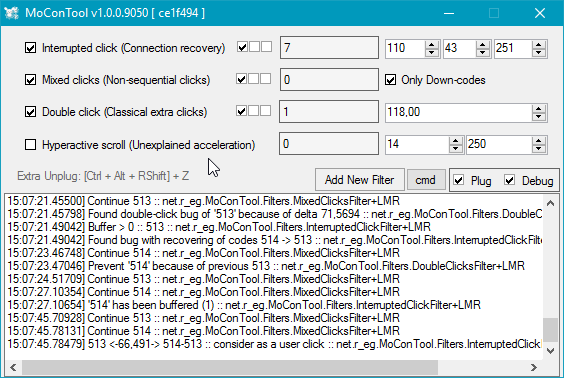 MoConTool v1.0.0.9050 [ ce1f494 ]
Interrupted click (Connection recovery) 7 110 43 251
Mixed clicks (Non-sequential clicks) 0 Only Down-codes
Double click (Classical extra clicks) 1 118,00
Hyperactive scroll (Unexplained acceleration) 0 14 250
Extra Unplug: [Ctrl + Alt + RShift] + Z Add New Filter cmd Plug Debug
15:07:21.45500] Continue 513 :: net.r_eg.MoConTool.Filters.MixedClicksFilter+LMR
15:07:21.45798] Found double-click bug of '513' because of delta 71,5694 :: net.r_eg.MoConTool.Filters.DoubleC
15:07:21.49042] Buffer > 0 :: 513 :: net.r_eg.MoConTool.Filters.InterruptedClickFilter+LMR
15:07:21.49042] Found bug with recovering of codes 514 -> 513 :: net.r_eg.MoConTool.Filters.InterruptedClickF
15:07:23.46748] Continue 514 :: net.r_eg.MoConTool.Filters.MixedClicksFilter+LMR
15:07:23.47046] Prevent '514' because of previous 513 :: net.r_eg.MoConTool.Filters.DoubleClicksFilter+LMR
15:07:24.51709] Continue 513 :: net.r_eg.MoConTool.Filters.MixedClicksFilter+LMR
15:07:27.10354] Continue 514 :: net.r_eg.MoConTool.Filters.MixedClicksFilter+LMR
15:07:27.10654] '514' has been buffered (1) :: net.r_eg.MoConTool.Filters.InterruptedClickFilter+LMR
15:07:45.70928] Continue 513 :: net.r_eg.MoConTool.Filters.MixedClicksFilter+LMR
15:07:45.78131] Continue 514 :: net.r_eg.MoConTool.Filters.MixedClicksFilter+LMR
15:07:45.78479] 513 <-66,491-> 514-513 :: consider as a user click :: net.r_eg.MoConTool.Filters.InterruptedClickl